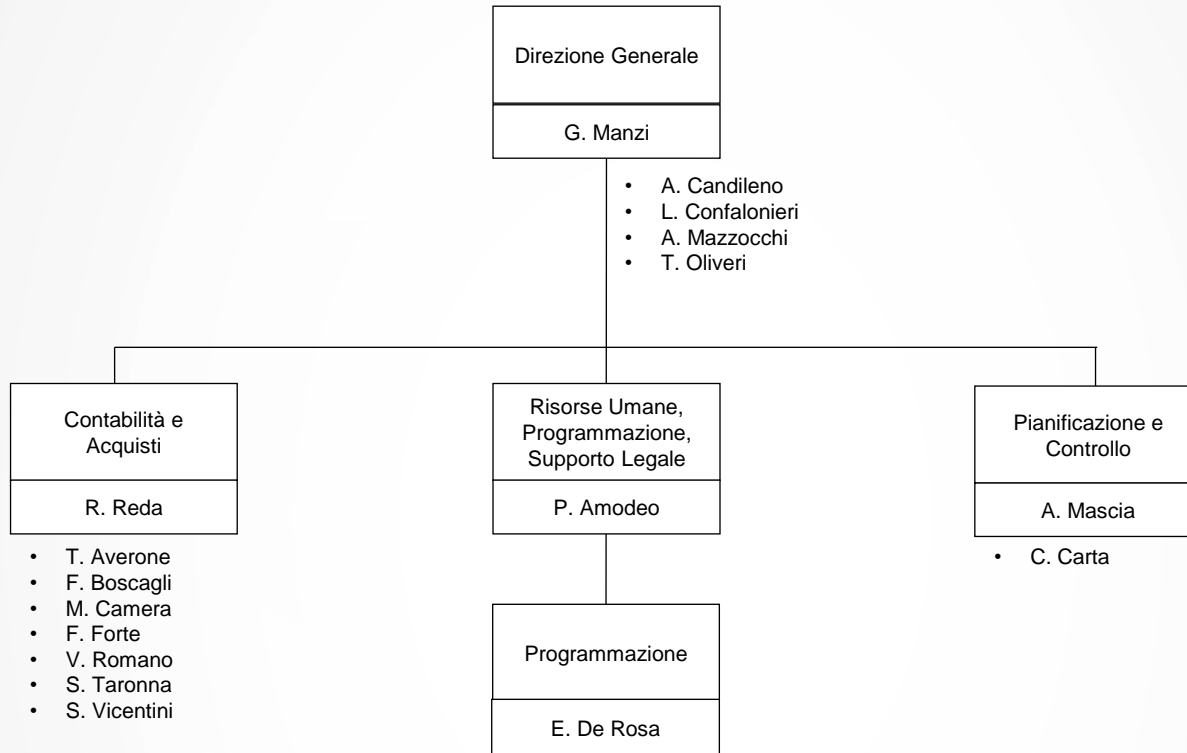 Direzione Generale
G. Manzi
• A. Candileno
• L. Confalonieri
• A. Mazzocchi
• T. Oliveri
Contabilità e
Acquisti
R. Reda
• T. Averone
• F. Boscagli
• M. Camera
• F. Forte
• V. Romano
• S. Taronna
• S. Vicentini
Risorse Umane,
Programmazione,
Supporto Legale
P. Amodeo
Programmazione
E. De Rosa
Pianificazione e
Controllo
A. Mascia
• C. Carta